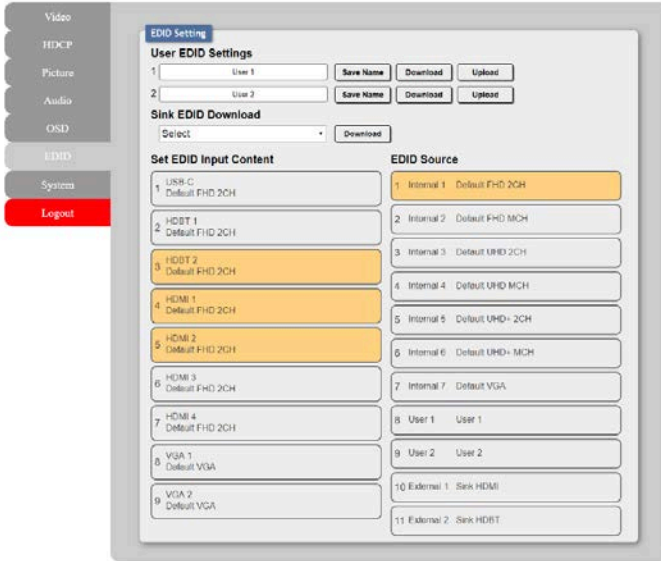 Video
HDCP
Picture
Audio
OSD
EDID
System
Logout
EDID Setting
User EDID Settings
1 User 1 Save Name Download Upload
2 User 2 Save Name Download Upload
Sink EDID Download
Select Download
Set EDID Input Content
1 USB-C
Default FHD 2CH
2 HDBT 1
Default FHD 2CH
3 HDBT 2
Default FHD 2CH
4 HDMI 1
Default FHD 2CH
5 HDMI 2
Default FHD 2CH
6 HDMI 3
Default FHD 2CH
7 HDMI 4
Default FHD 2CH
8 VGA 1
Default VGA
9 VGA 2
Default VGA
EDID Source
1 Internal 1 Default FHD 2CH
2 Internal 2 Default FHD MCH
3 Internal 3 Default UHD 2CH
4 Internal 4 Default UHD MCH
5 Internal 5 Default UHD+ 2CH
6 Internal 6 Default UHD+ MCH
7 Internal 7 Default VGA
8 User 1 User 1
9 User 2 User 2
10 External 1 Sink HDMI
11 External 2 Sink HDBT